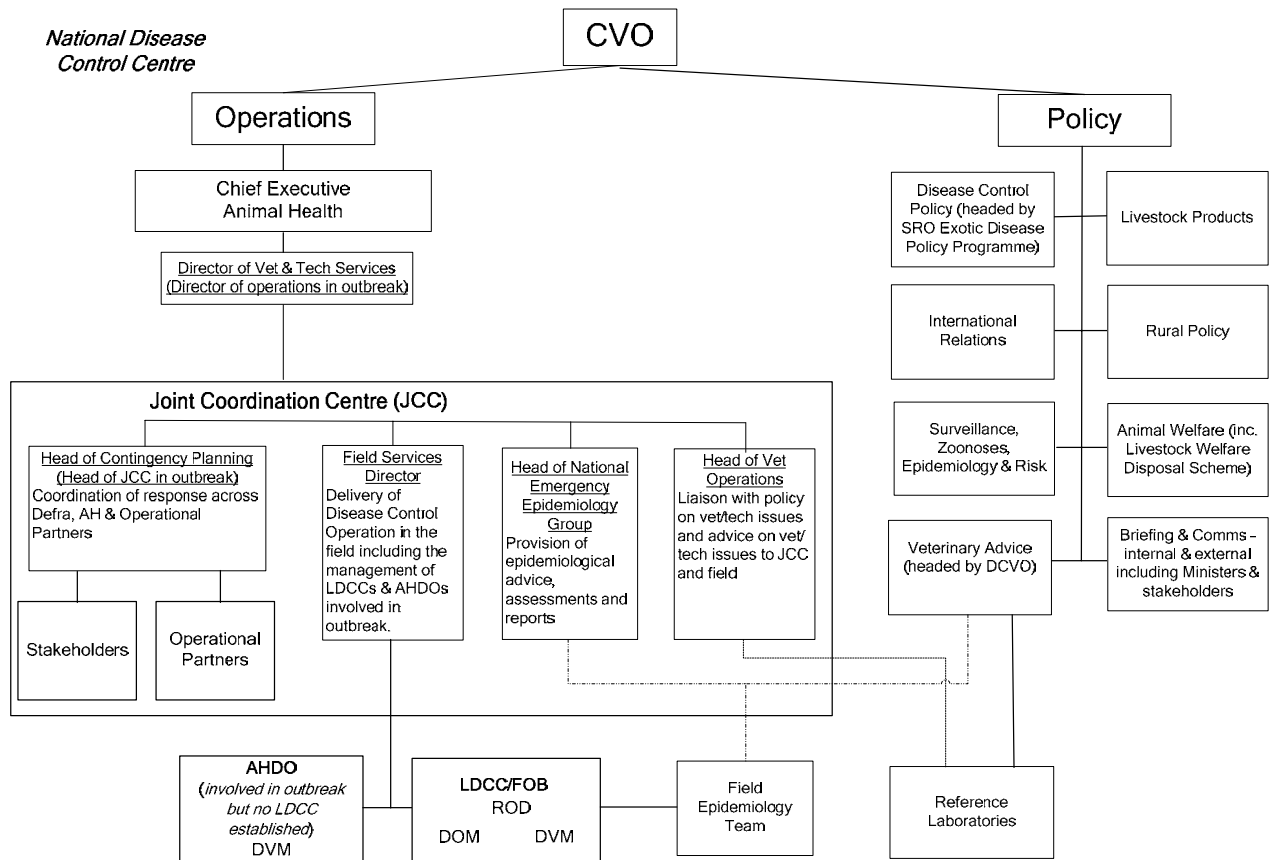 National Disease
Control Centre
CVO
Operations
Policy
Chief Executive
Animal Health
Director of Vet & Tech Services
(Director of operations in outbreak)
Disease Control
Policy (headed by
SRO Exotic Disease
Policy Programme)
Livestock Products
International
Relations
Rural Policy
Surveillance,
Zoonoses,
Epidemiology & Risk
Animal Welfare (inc.
Livestock Welfare
Disposal Scheme)
Veterinary Advice
(headed by DCVO)
Briefing & Comms –
internal & external
including Ministers &
stakeholders
Joint Coordination Centre (JCC)
Head of Contingency Planning
(Head of JCC in outbreak)
Coordination of response across
Defra, AH & Operational
Partners
Field Services
Director
Delivery of
Disease Control
Operation in the
field including the
management of
LDCCs & AHDOs
involved in
outbreak.
Head of National
Emergency
Epidemiology
Group
Provision of
epidemiological
advice,
assessments and
reports
Head of Vet
Operations
Liaison with policy
on vet/tech issues
and advice on vet/
tech issues to JCC
and field
Stakeholders
Operational
Partners
AHDO
(involved in outbreak
but no LDCC
established)
DVM
LDCC/FOB
ROD
DOM DVM
Field
Epidemiology
Team
Reference
Laboratories